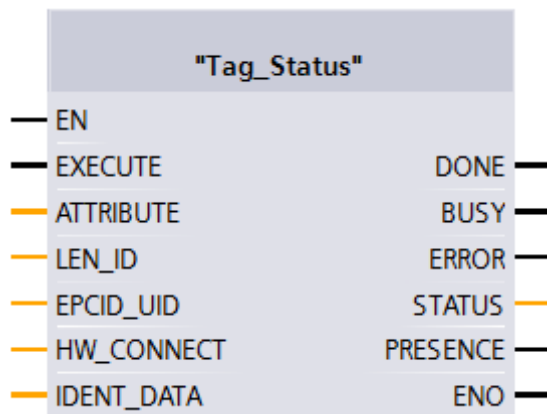 "Tag_Status"
EN
EXECUTE DONE
ATTRIBUTE BUSY
LEN_ID ERROR
EPCID_UID STATUS
HW_CONNECT PRESENCE
IDENT_DATA ENO